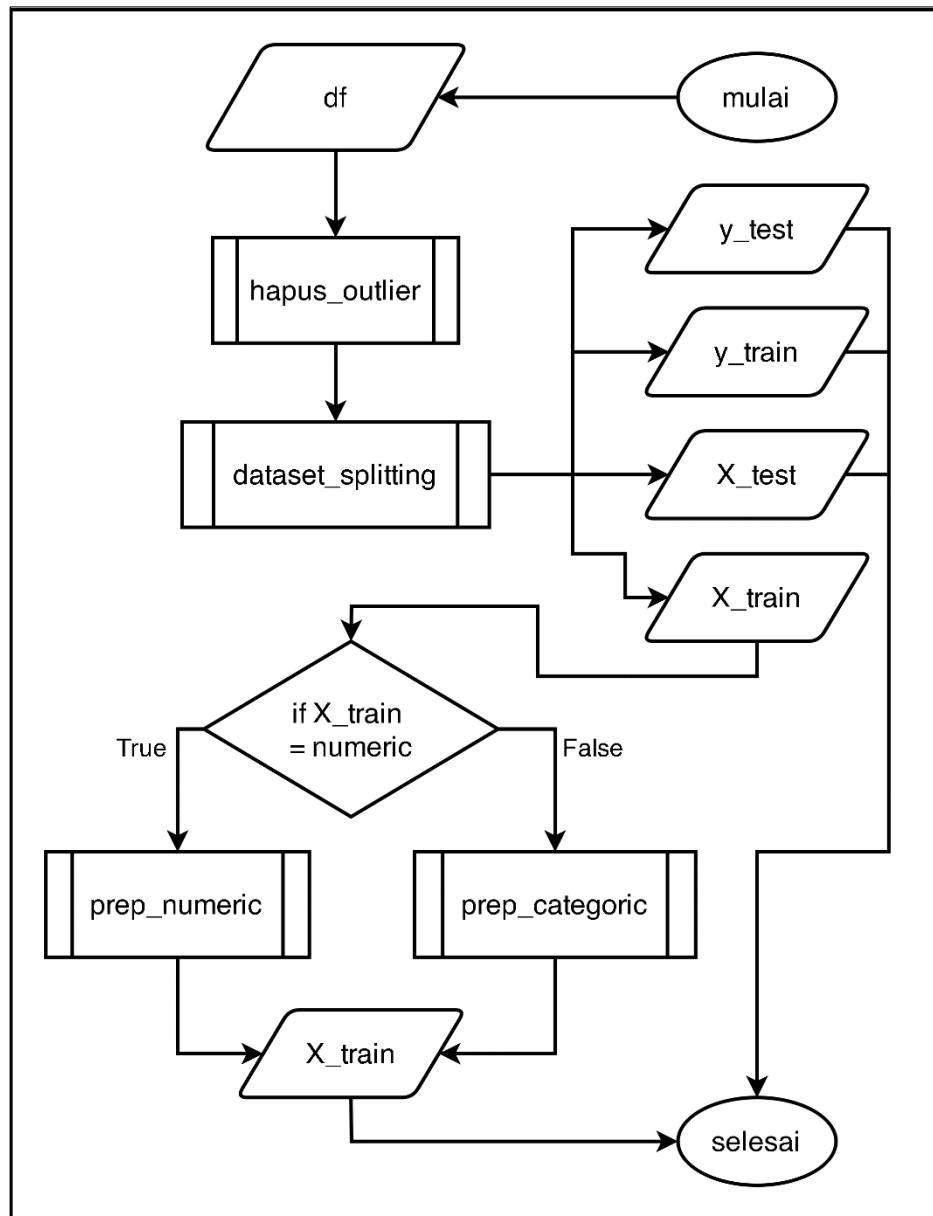 df
mulai
hapus_outlier
y_test
y_train
dataset_splitting
X_test
X_train
if X_train
= numeric
True
False
prep_numeric
prep_categoric
X_train
selesai